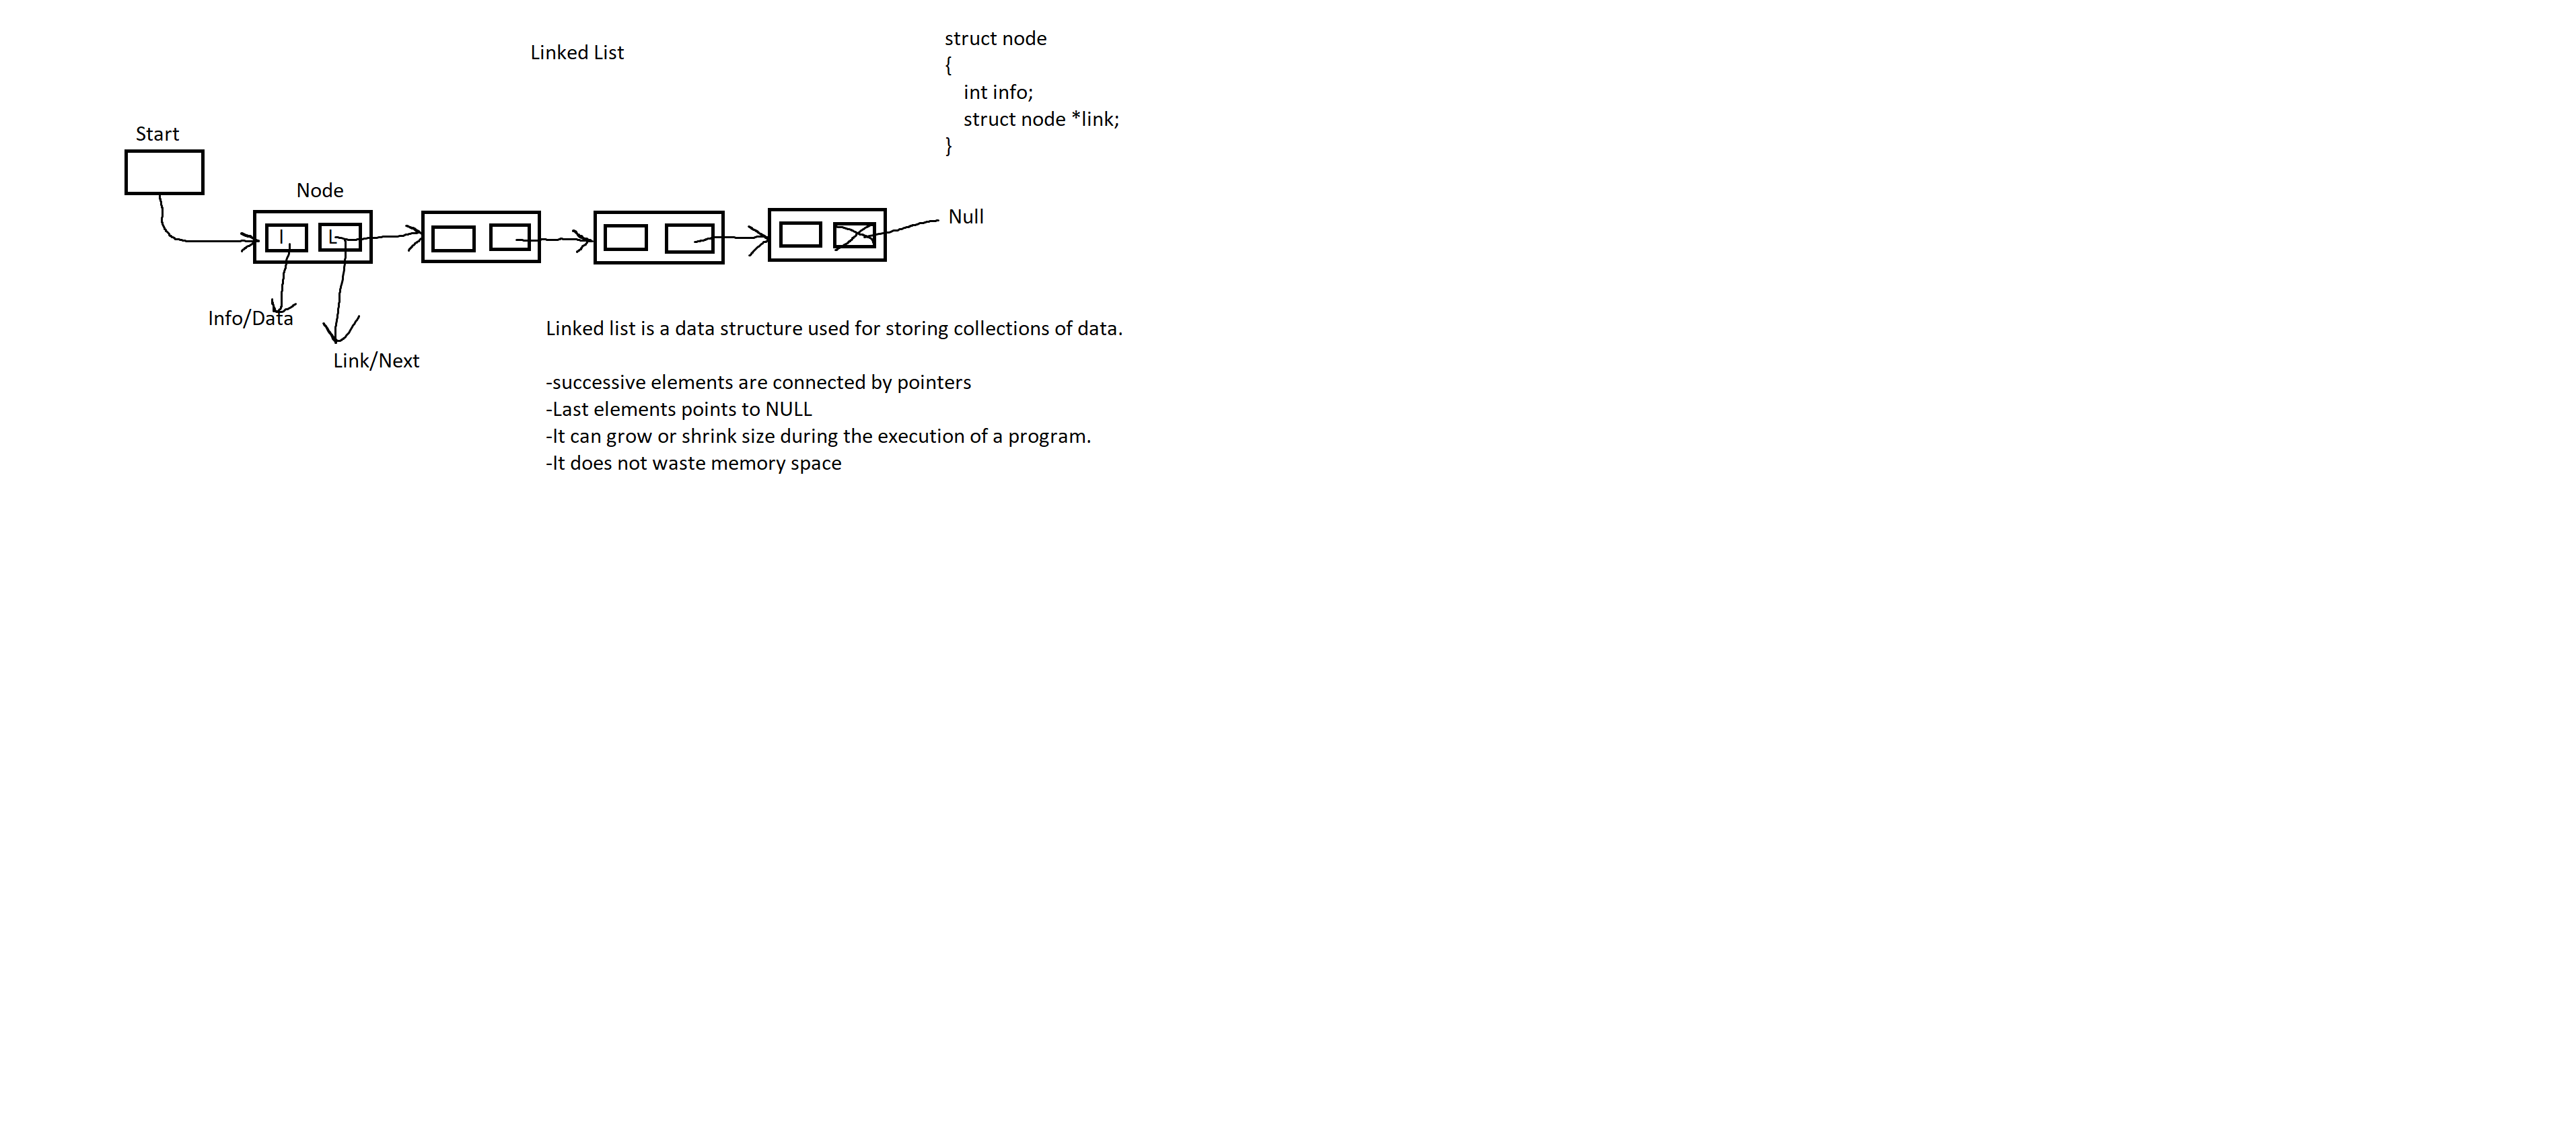 Linked List
struct node
{
int info;
struct node *link;
}
Start
Node
Null
I
L
Info/Data
Link/Next
Linked list is a data structure used for storing collections of data.
-successive elements are connected by pointers
-Last elements points to NULL
-It can grow or shrink size during the execution of a program.
-It does not waste memory space